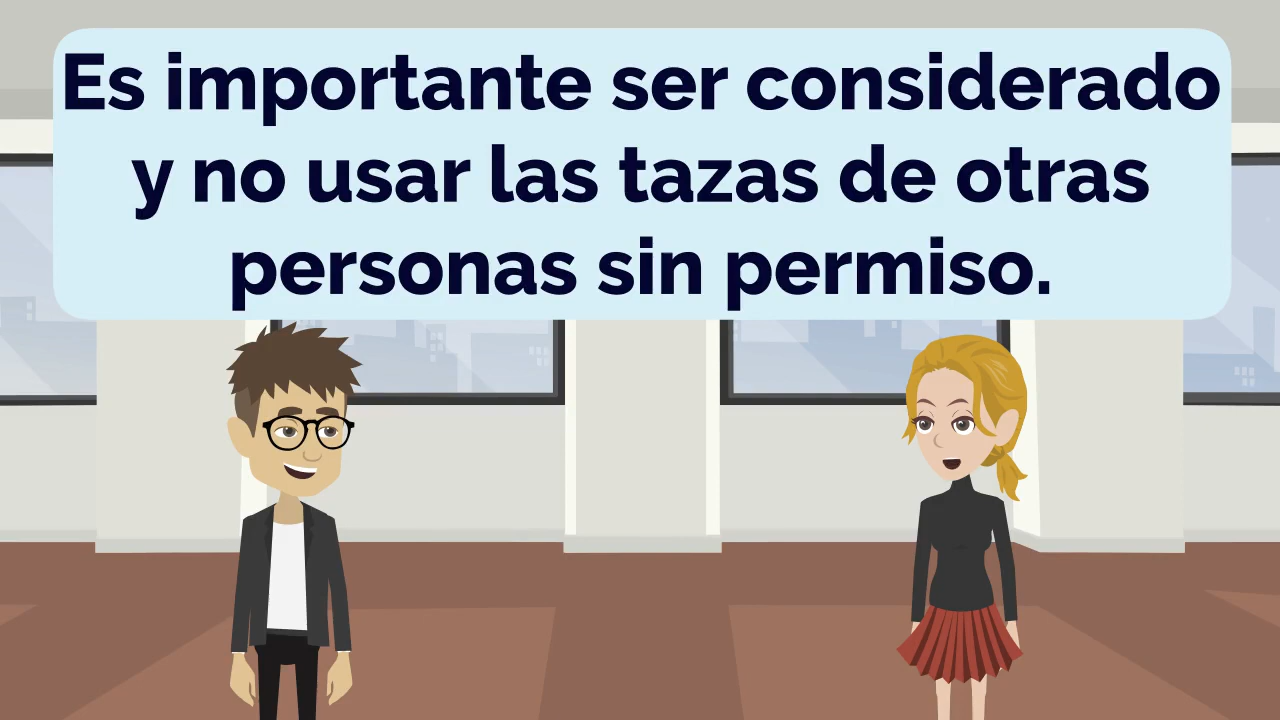 Es importante ser considerado
y no usar las tazas de otras
personas sin permiso.